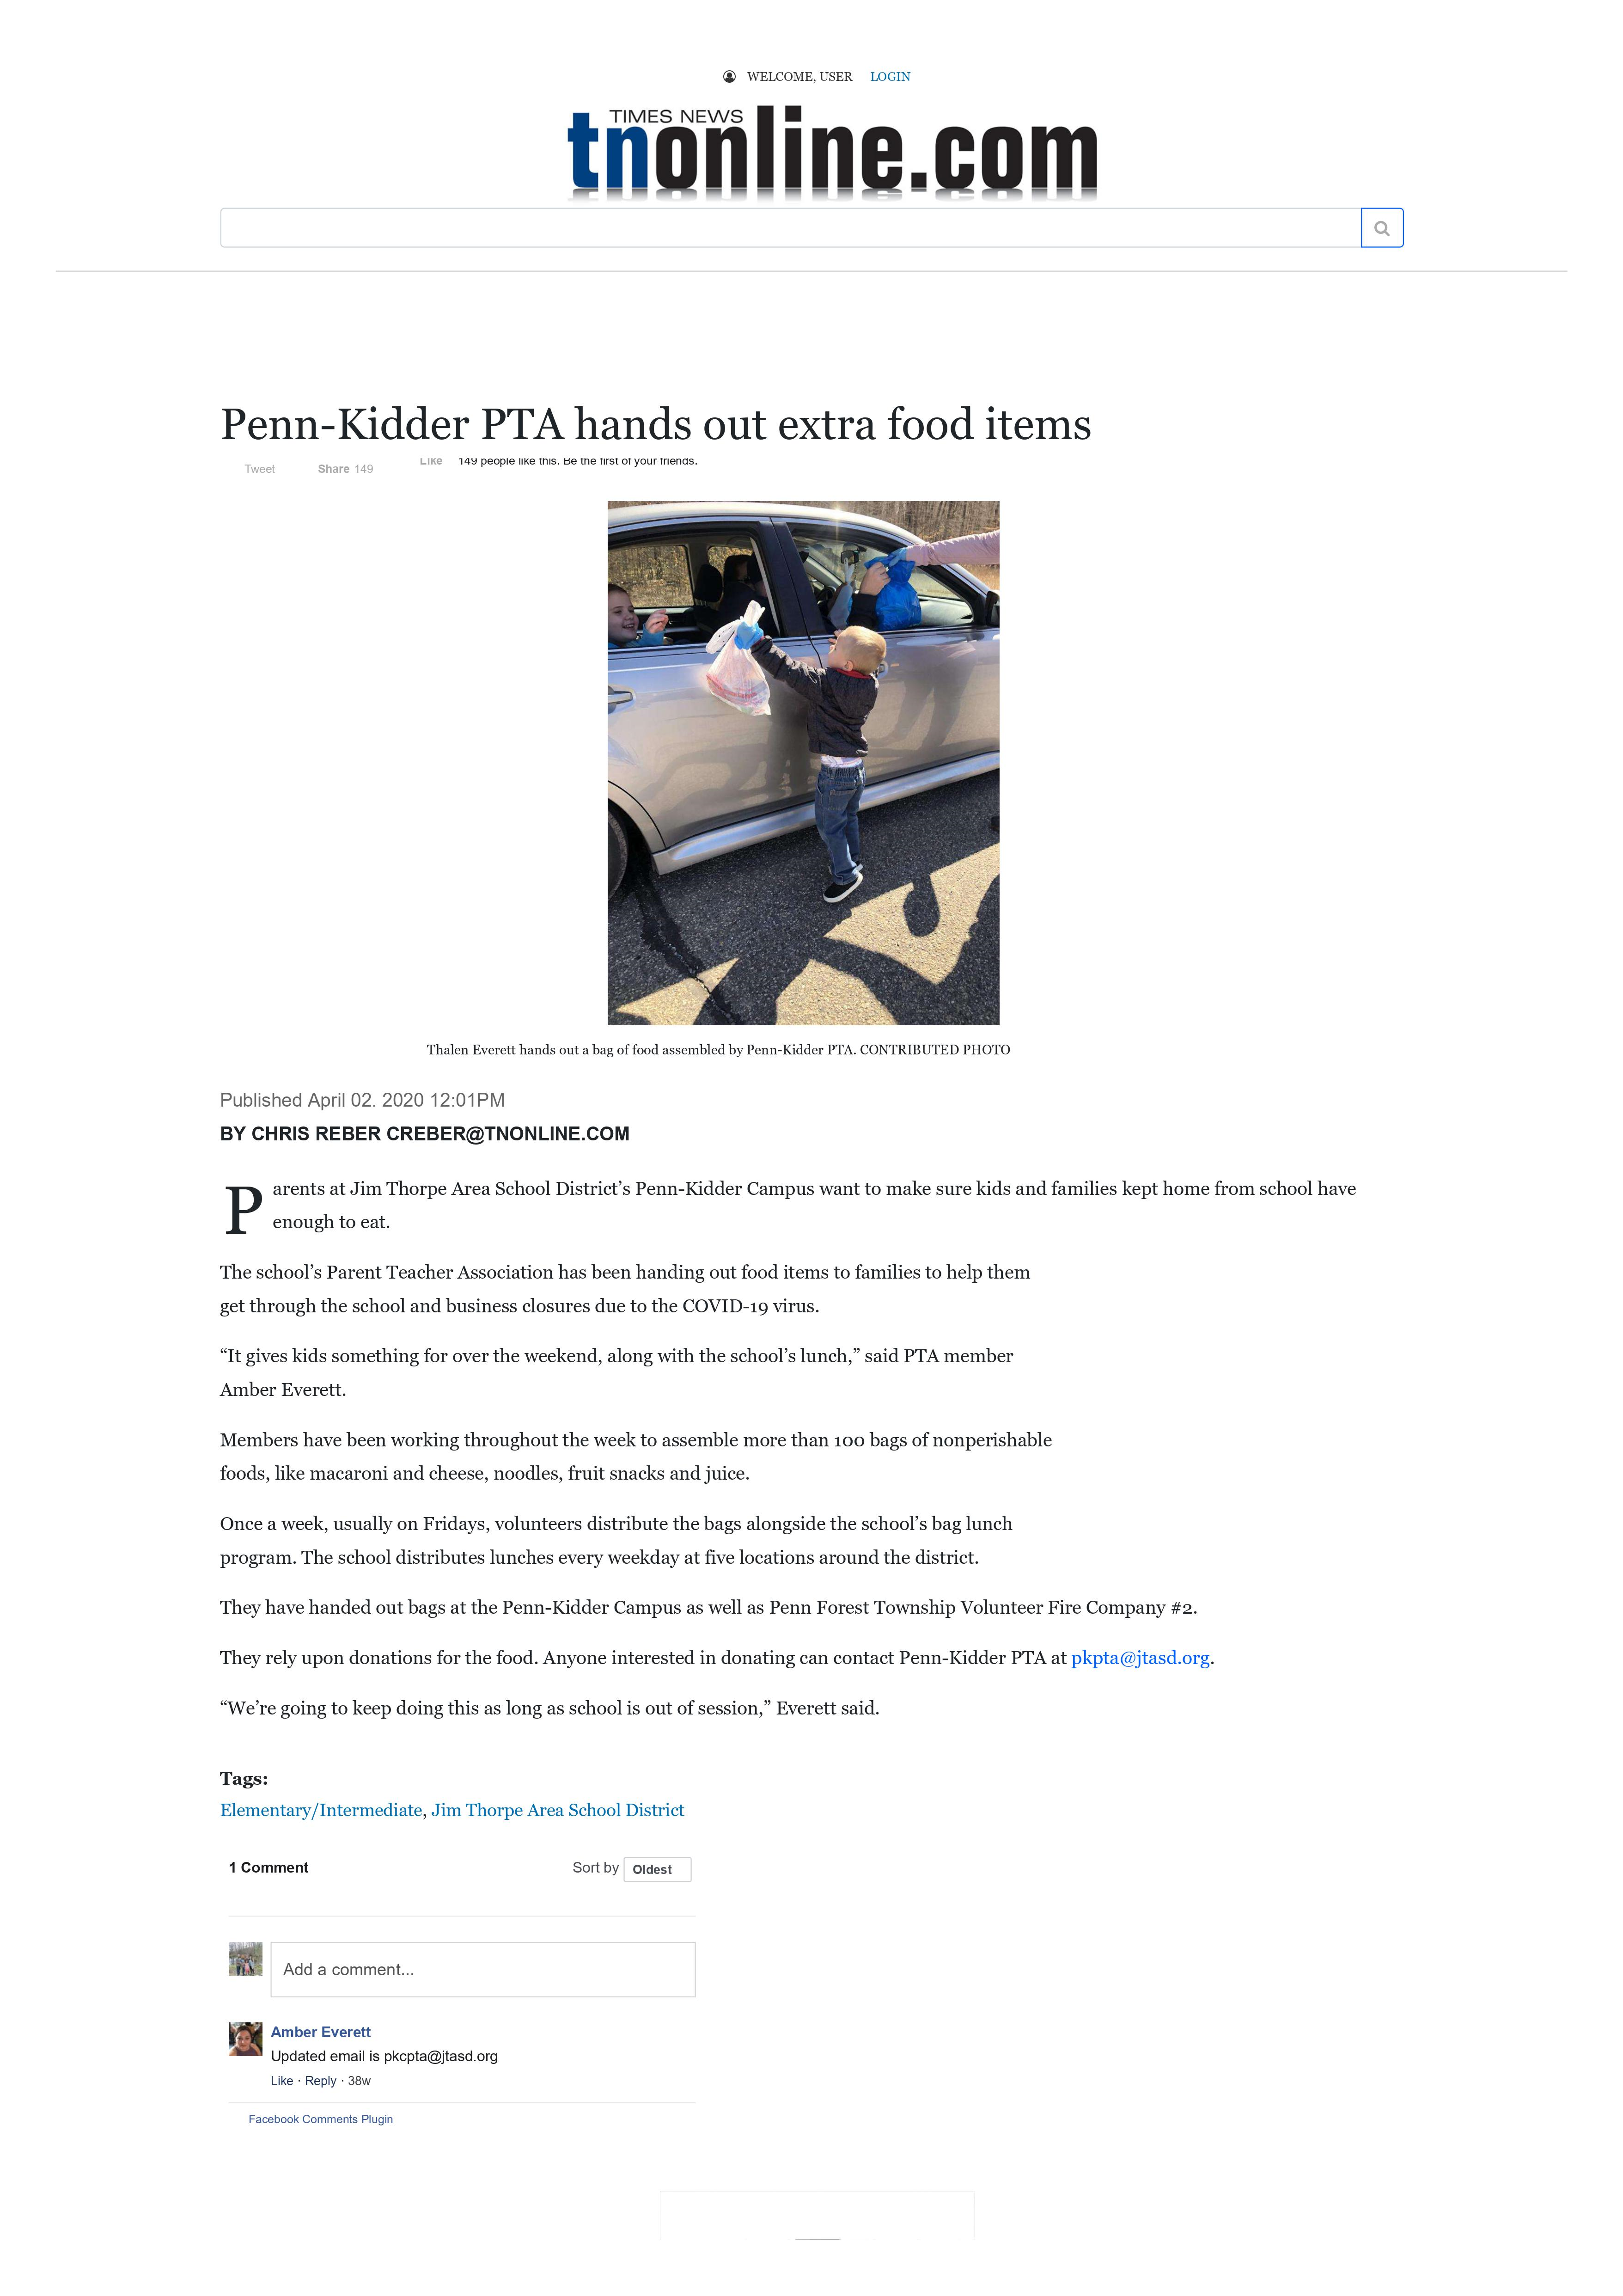 WELCOME, USER LOGIN
TIMES NEWS
tnonline.com
Penn-Kidder PTA hands out extra food items
Tweet Share 149 Like 149 people like this. Be the first of your friends.
Thalen Everett hands out a bag of food assembled by Penn-Kidder PTA. CONTRIBUTED PHOTO
Published April 02. 2020 12:01PM
BY CHRIS REBER CREBER@TNONLINE.COM
Parents at Jim Thorpe Area School District’s Penn-Kidder Campus want to make sure kids and families kept home from school have
enough to eat.
The school’s Parent Teacher Association has been handing out food items to families to help them
get through the school and business closures due to the COVID-19 virus.
“It gives kids something for over the weekend, along with the school’s lunch,” said PTA member
Amber Everett.
Members have been working throughout the week to assemble more than 100 bags of nonperishable
foods, like macaroni and cheese, noodles, fruit snacks and juice.
Once a week, usually on Fridays, volunteers distribute the bags alongside the school’s bag lunch
program. The school distributes lunches every weekday at five locations around the district.
They have handed out bags at the Penn-Kidder Campus as well as Penn Forest Township Volunteer Fire Company #2.
They rely upon donations for the food. Anyone interested in donating can contact Penn-Kidder PTA at pkpta@jtasd.org.
“We’re going to keep doing this as long as school is out of session,” Everett said.
Tags:
Elementary/Intermediate, Jim Thorpe Area School District
1 Comment Sort by Oldest
Add a comment...
Amber Everett
Updated email is pkcpta@jtasd.org
Like · Reply · 38w
Facebook Comments Plugin